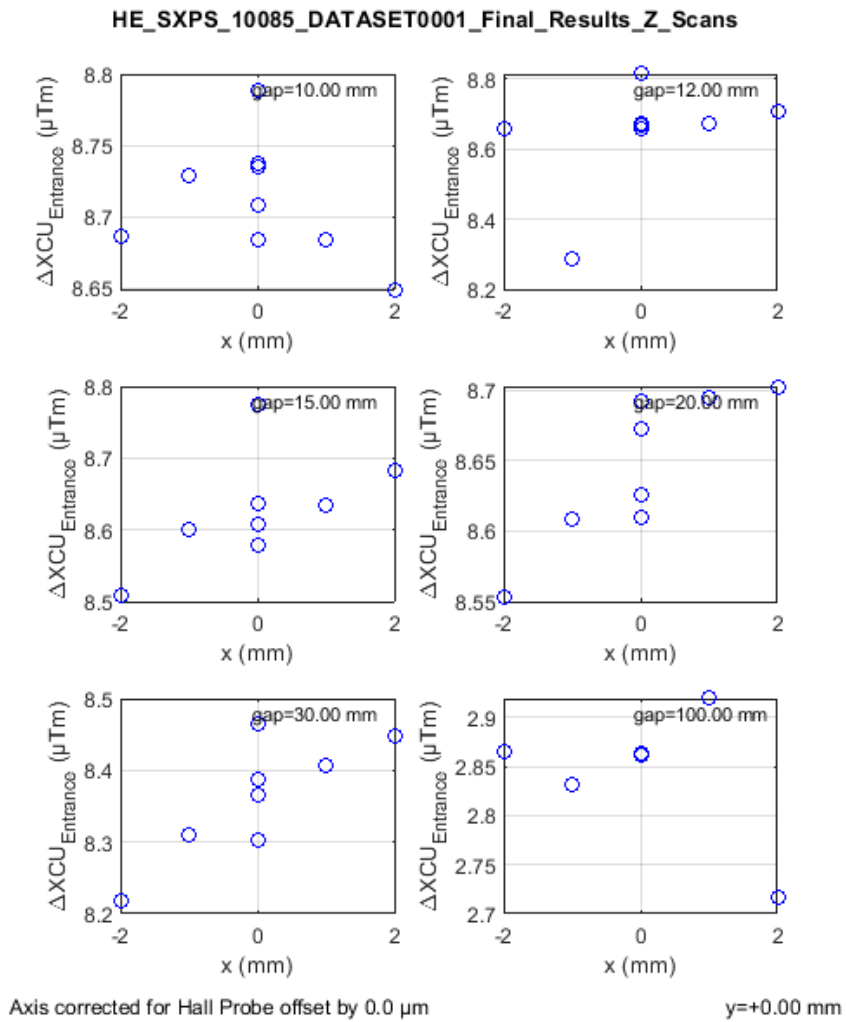 HE_SXPS_10085_DATASET0001_Final_Results_Z_Scans
8.8
8.75
8.7
8.65
-2 0 2
x (mm)
ΔXCU_Entrance (μTm)
gap=10.00 mm
8.8
8.6
8.4
8.2
-2 0 2
x (mm)
ΔXCU_Entrance (μTm)
gap=12.00 mm
8.8
8.7
8.6
8.5
-2 0 2
x (mm)
ΔXCU_Entrance (μTm)
gap=15.00 mm
8.7
8.65
8.6
8.55
-2 0 2
x (mm)
ΔXCU_Entrance (μTm)
gap=20.00 mm
8.5
8.4
8.3
8.2
-2 0 2
x (mm)
ΔXCU_Entrance (μTm)
gap=30.00 mm
2.9
2.85
2.8
2.75
2.7
-2 0 2
x (mm)
ΔXCU_Entrance (μTm)
gap=100.00 mm
Axis corrected for Hall Probe offset by 0.0 μm
y=+0.00 mm